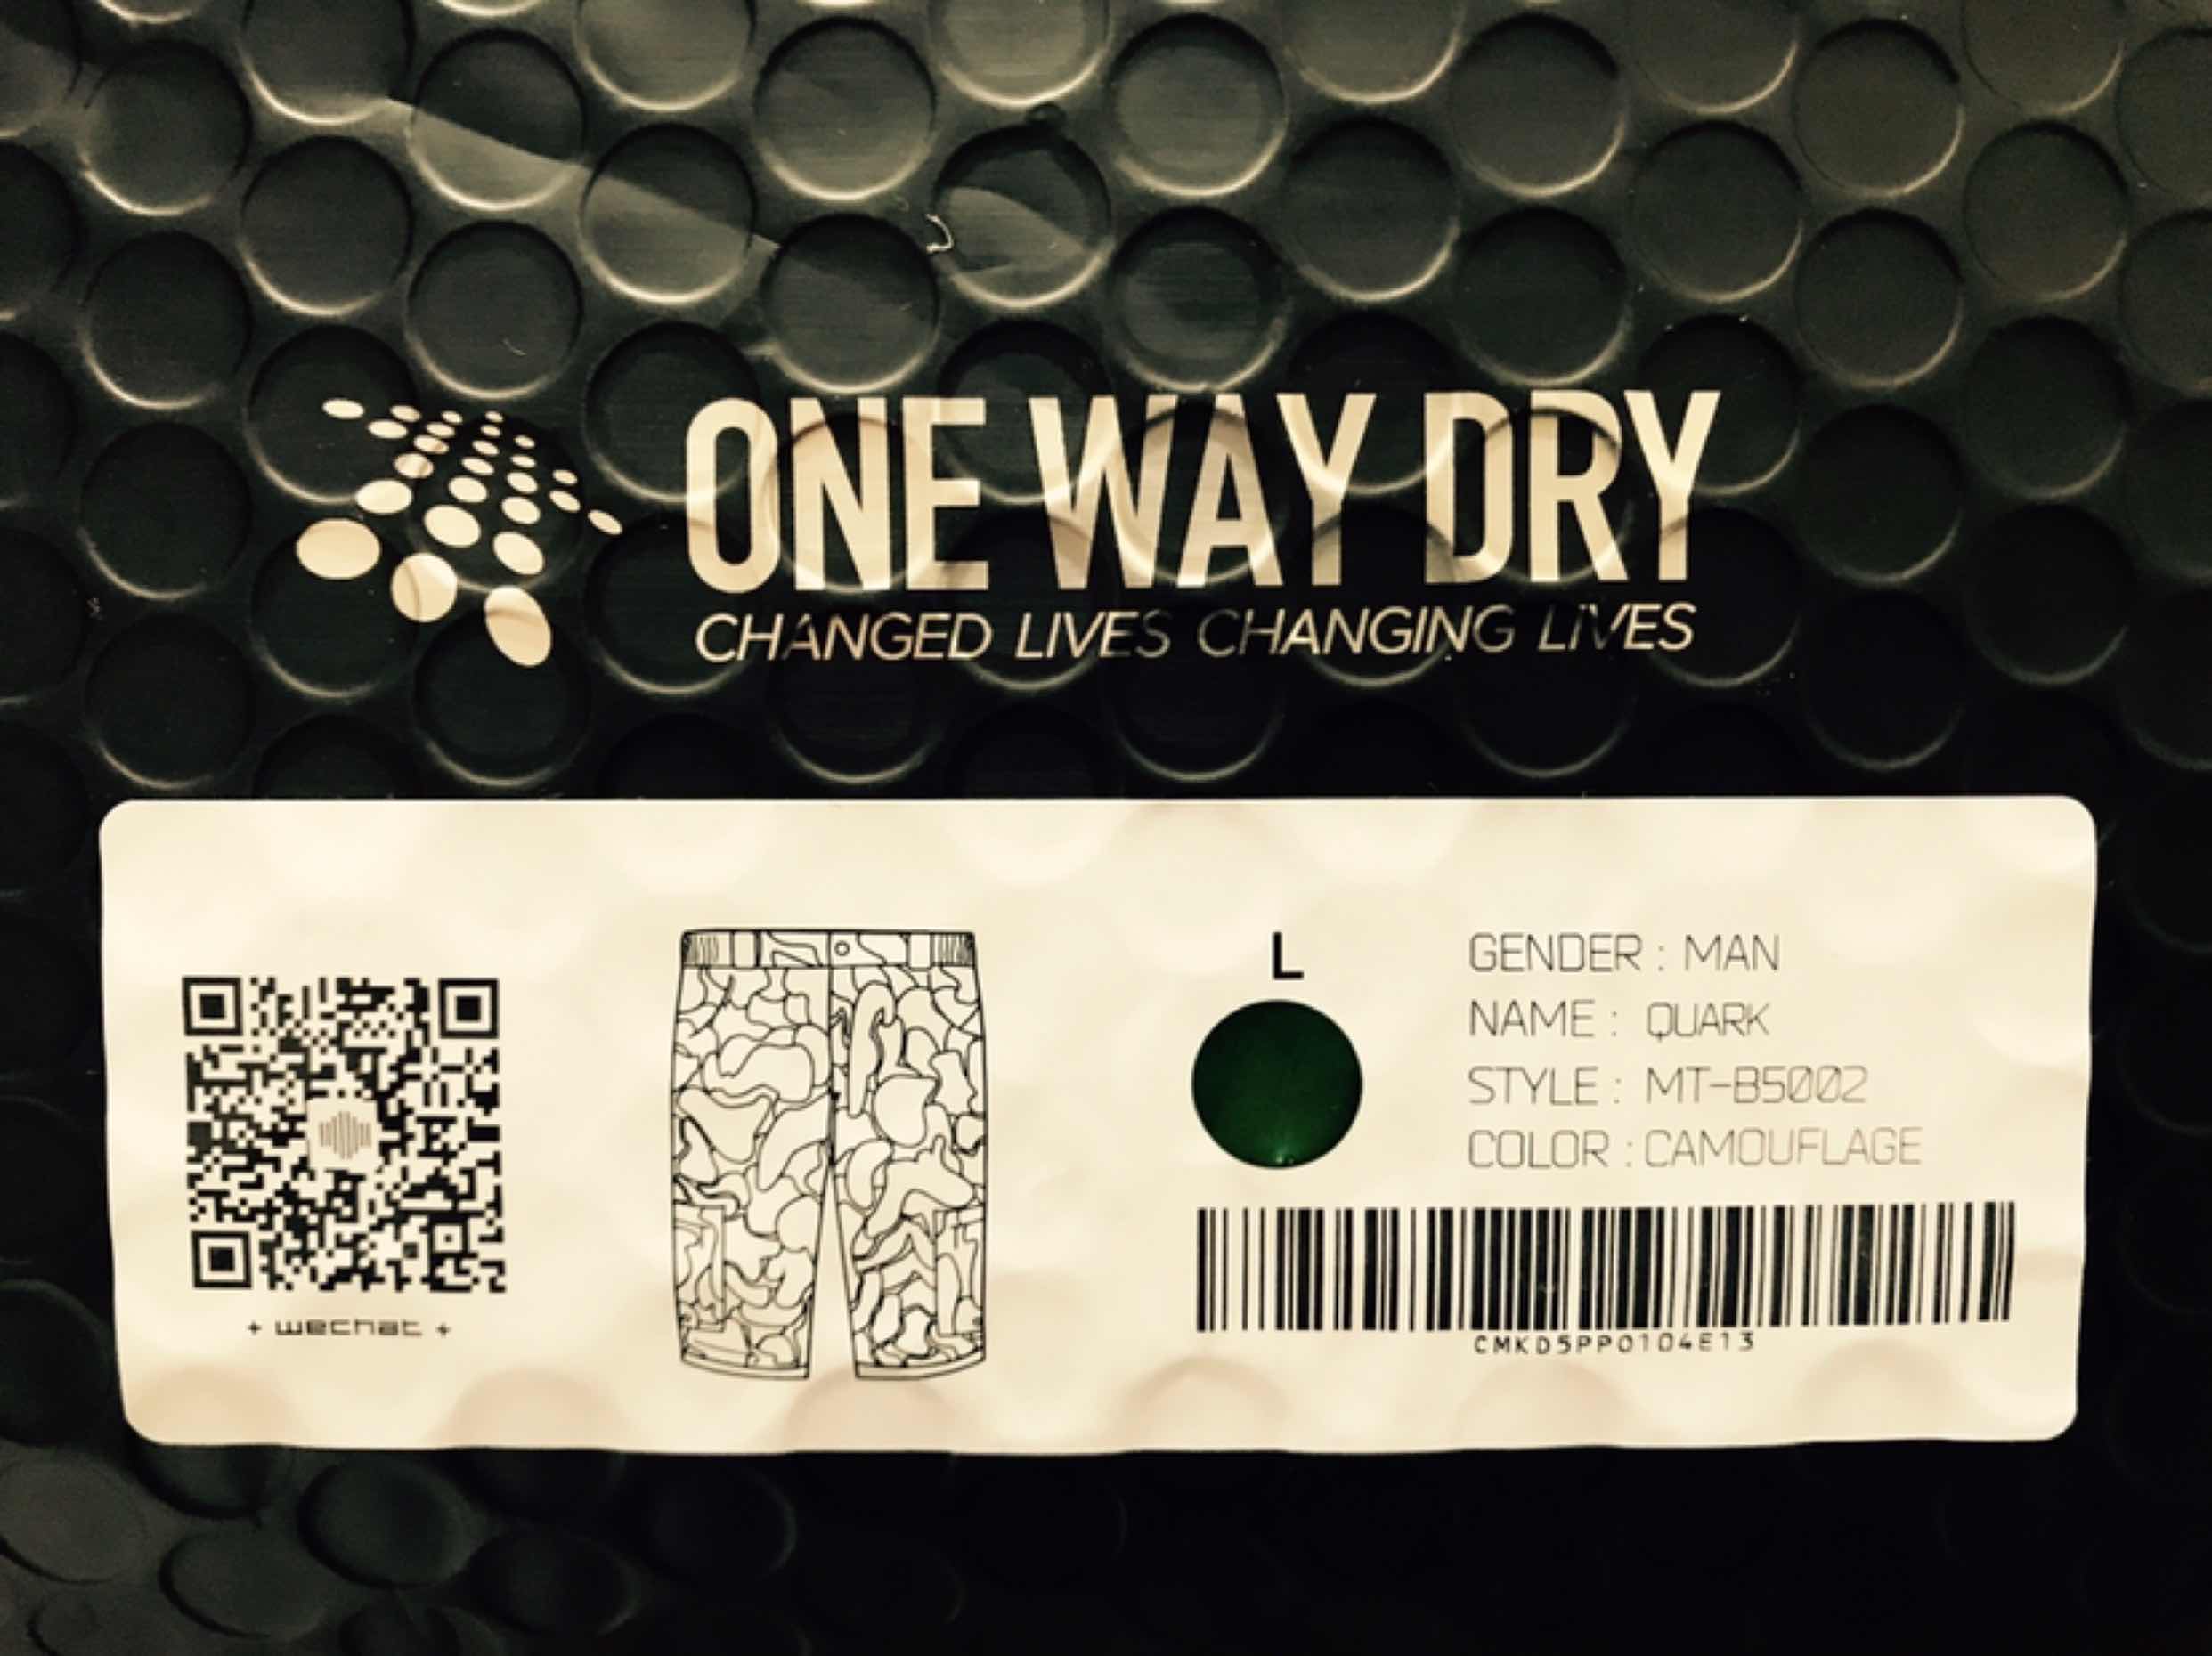 ONE WAY DRY
CHANGED LIVES CHANGING LIVES
L
GENDER : MAN
NAME : QUARK
STYLE : MT-B5002
COLOR : CAMOUFLAGE
CMKD5PP0104E13
+ wechat +